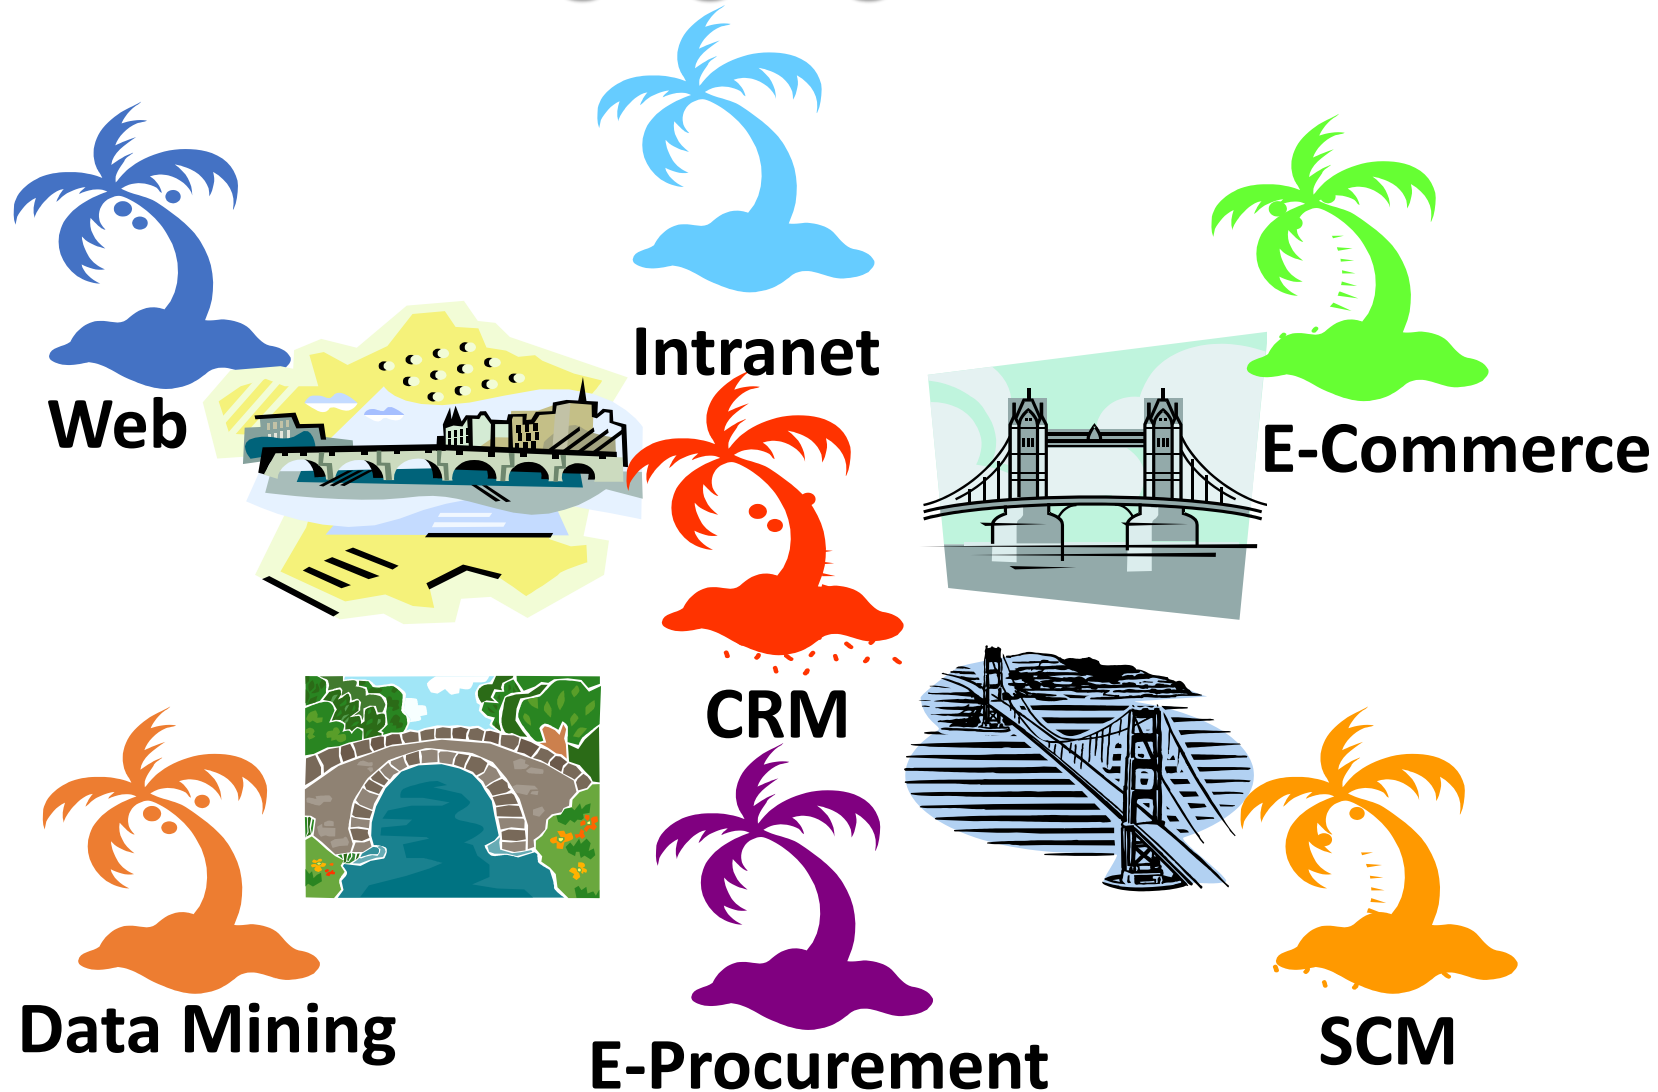 Intranet
Web
E-Commerce
CRM
Data Mining
SCM
E-Procurement